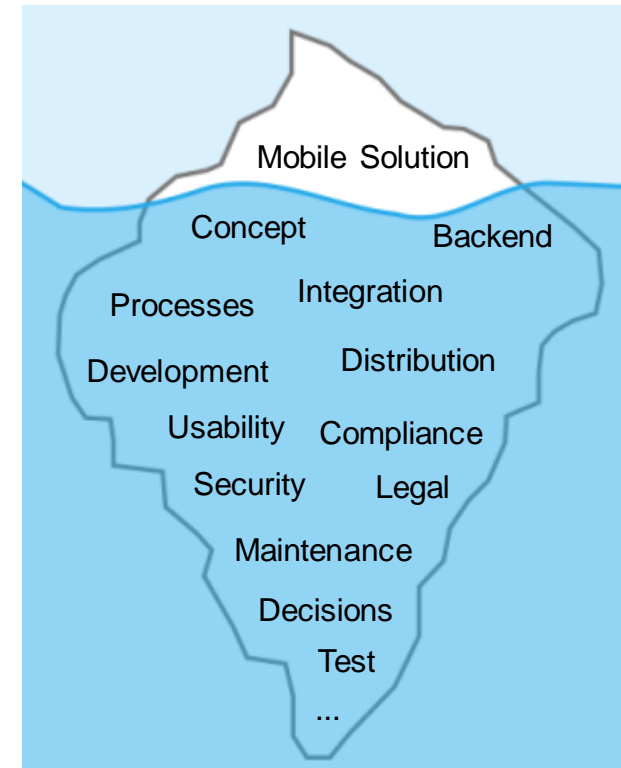 Mobile Solution
Concept
Backend
Integration
Processes
Distribution
Development
Usability
Compliance
Security
Legal
Maintenance
Decisions
Test
...